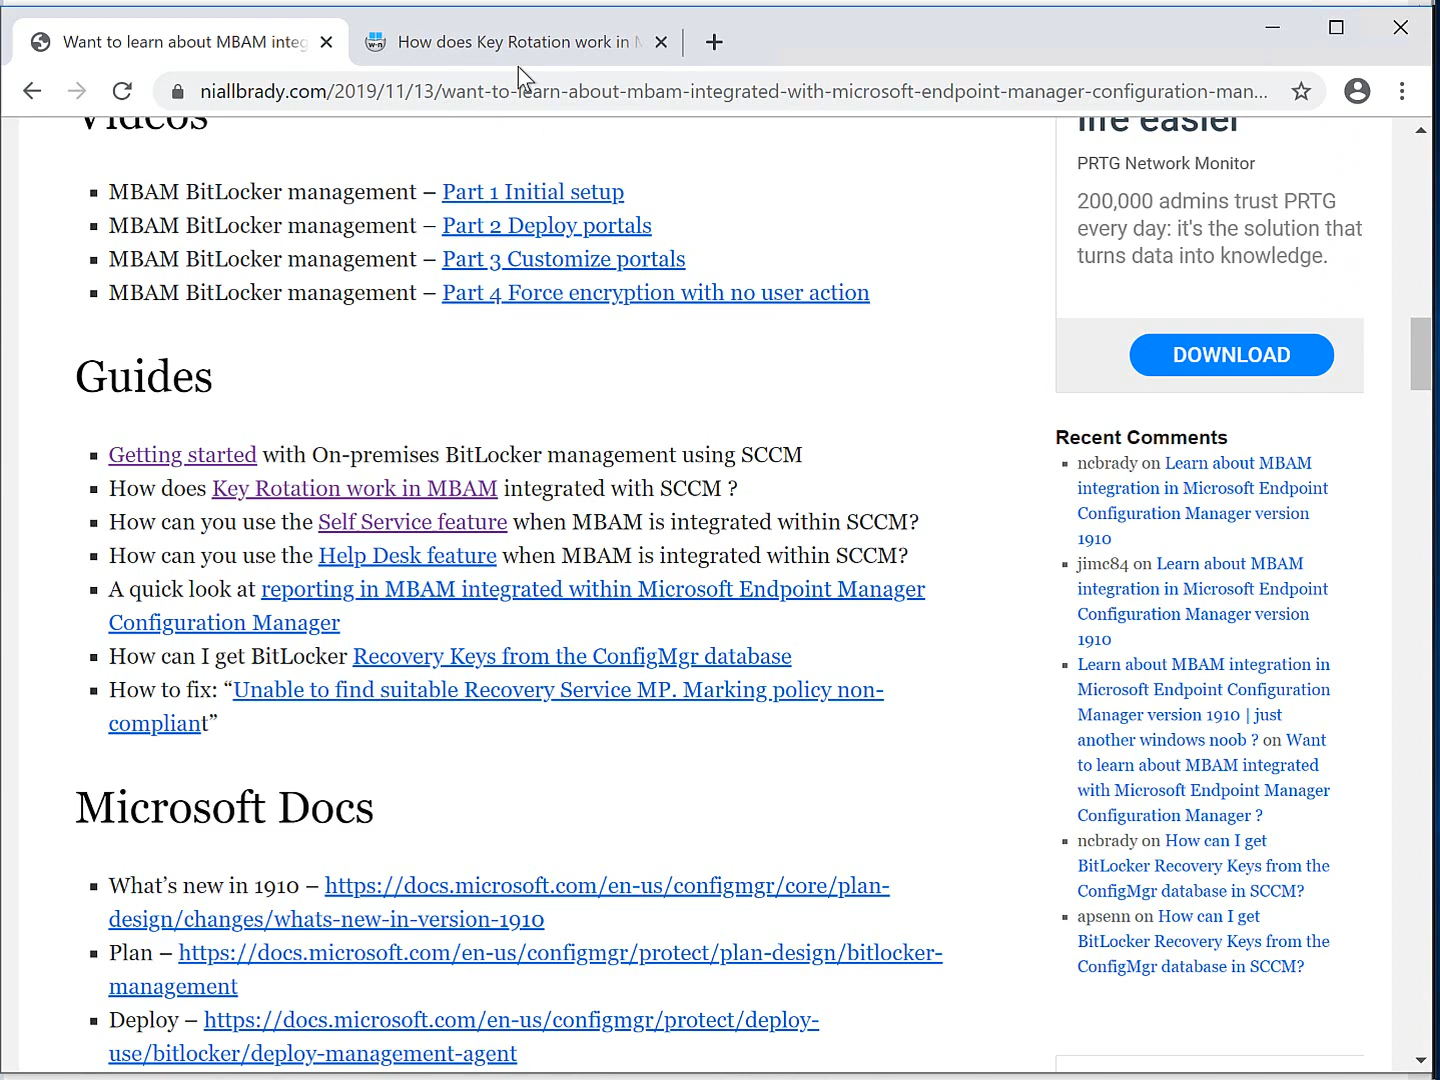 Want to learn about MBAM integ
How does Key Rotation work in M
niallbrady.com/2019/11/13/want-to-learn-about-mbam-integrated-with-microsoft-endpoint-manager-configuration-man...
Videos
MBAM BitLocker management – Part 1 Initial setup
MBAM BitLocker management – Part 2 Deploy portals
MBAM BitLocker management – Part 3 Customize portals
MBAM BitLocker management – Part 4 Force encryption with no user action
Guides
Getting started with On-premises BitLocker management using SCCM
How does Key Rotation work in MBAM integrated with SCCM ?
How can you use the Self Service feature when MBAM is integrated within SCCM?
How can you use the Help Desk feature when MBAM is integrated within SCCM?
A quick look at reporting in MBAM integrated within Microsoft Endpoint Manager
Configuration Manager
How can I get BitLocker Recovery Keys from the ConfigMgr database
How to fix: “Unable to find suitable Recovery Service MP. Marking policy non-
compliant”
Microsoft Docs
What’s new in 1910 – https://docs.microsoft.com/en-us/configmgr/core/plan-
design/changes/whats-new-in-version-1910
Plan – https://docs.microsoft.com/en-us/configmgr/protect/plan-design/bitlocker-
management
Deploy – https://docs.microsoft.com/en-us/configmgr/protect/deploy-
use/bitlocker/deploy-management-agent
life easier
PRTG Network Monitor
200,000 admins trust PRTG
every day: it's the solution that
turns data into knowledge.
DOWNLOAD
Recent Comments
ncbrady on Learn about MBAM
integration in Microsoft Endpoint
Configuration Manager version
1910
jimc84 on Learn about MBAM
integration in Microsoft Endpoint
Configuration Manager version
1910
Learn about MBAM integration in
Microsoft Endpoint Configuration
Manager version 1910 | just
another windows noob ? on Want
to learn about MBAM integrated
with Microsoft Endpoint Manager
Configuration Manager ?
ncbrady on How can I get
BitLocker Recovery Keys from the
ConfigMgr database in SCCM?
apsenn on How can I get
BitLocker Recovery Keys from the
ConfigMgr database in SCCM?